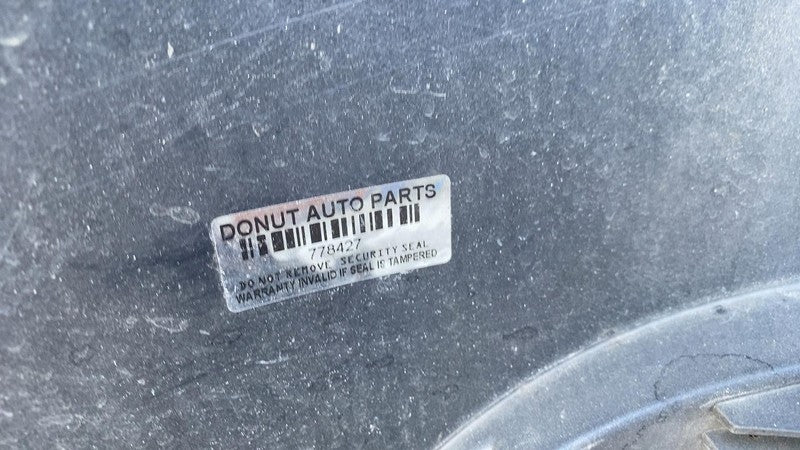 DONUT AUTO PARTS
778427
DO NOT REMOVE SECURITY SEAL
WARRANTY INVALID IF SEAL IS TAMPERED